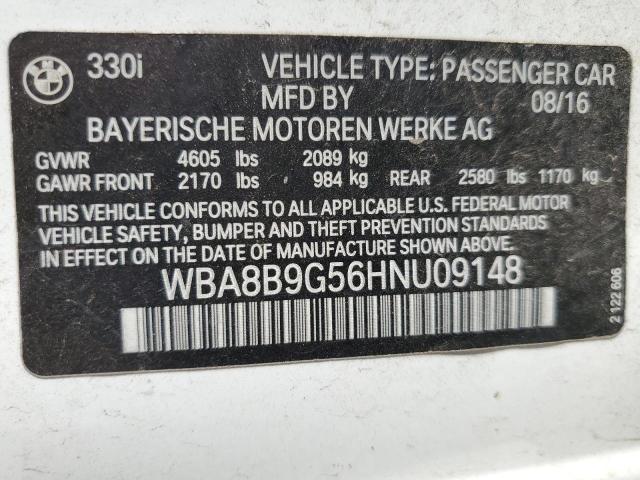 BMW
330i VEHICLE TYPE: PASSENGER CAR
MFD BY 08/16
BAYERISCHE MOTOREN WERKE AG
GVWR 4605 lbs 2089 kg
GAWR FRONT 2170 lbs 984 kg REAR 2580 lbs 1170 kg
THIS VEHICLE CONFORMS TO ALL APPLICABLE U.S. FEDERAL MOTOR
VEHICLE SAFETY, BUMPER AND THEFT PREVENTION STANDARDS
IN EFFECT ON THE DATE OF MANUFACTURE SHOWN ABOVE.
WBA8B9G56HNU09148
2 122 606